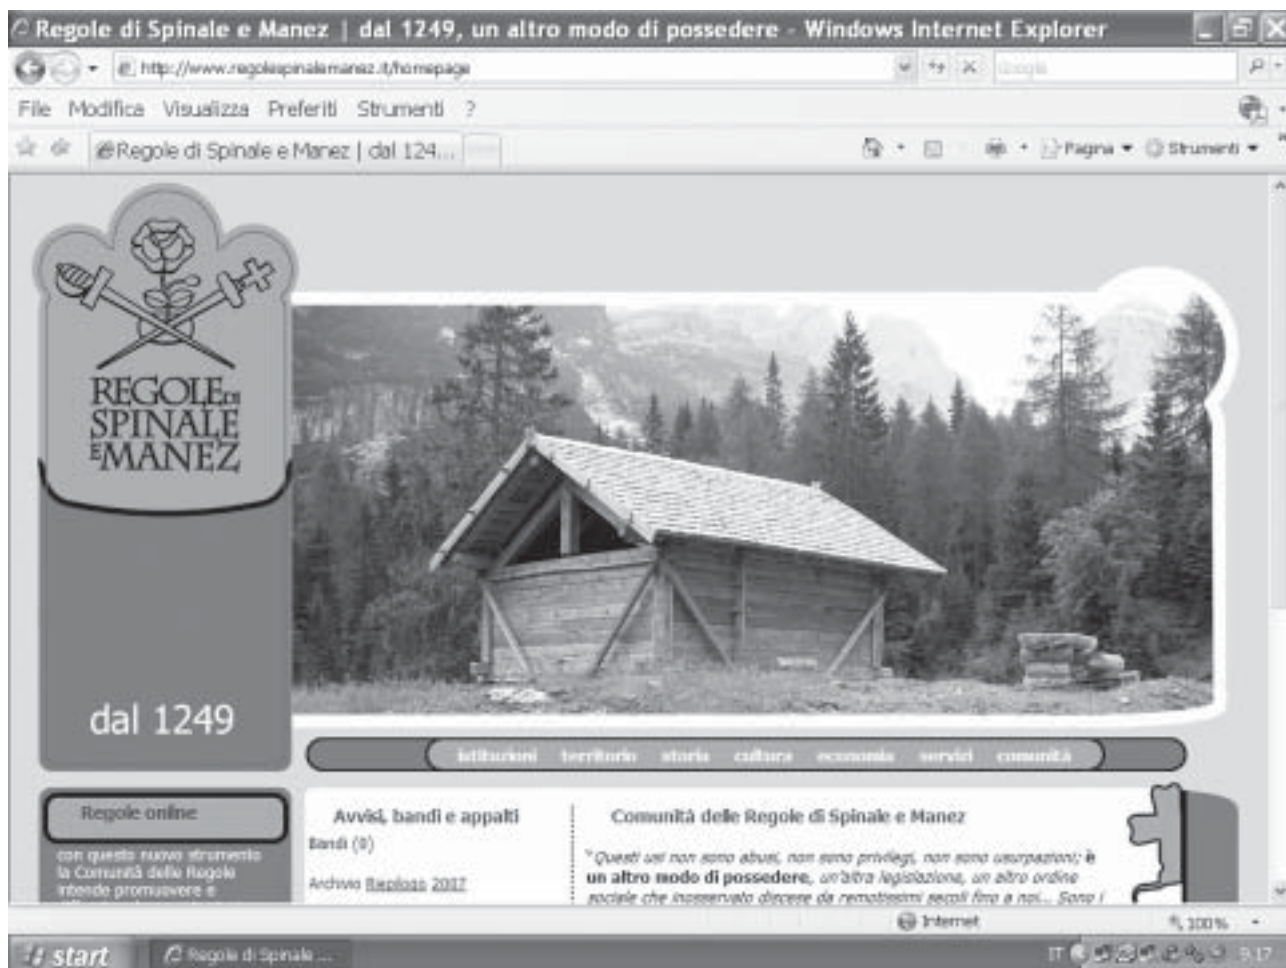 Regole di Spinale e Manez | dal 1249, un altro modo di possedere - Windows Internet Explorer
http://www.regolespinalemanez.it/homepage
Google
File Modifica Visualizza Preferiti Strumenti ?
Regole di Spinale e Manez | dal 124...
Pagina Strumenti
REGOLE DI
SPINALE
E MANEZ
dal 1249
istituzioni territorio storia cultura economia servizi comunità
Regole online
con questo nuovo strumento
la Comunità delle Regole
intende promuovere e
Avvisi, bandi e appalti
Bandi (0)
Archivio Riepilogo 2007
Comunità delle Regole di Spinale e Manez
"Questi usi non sono abusi, non sono privilegi, non sono usurpazioni; è
un altro modo di possedere, un'altra legislazione, un altro ordine
sociale che inosservato discese da remotissimi secoli fino a noi... Sono i
Internet
100%
start
Regole di Spinale ...
IT
9.17